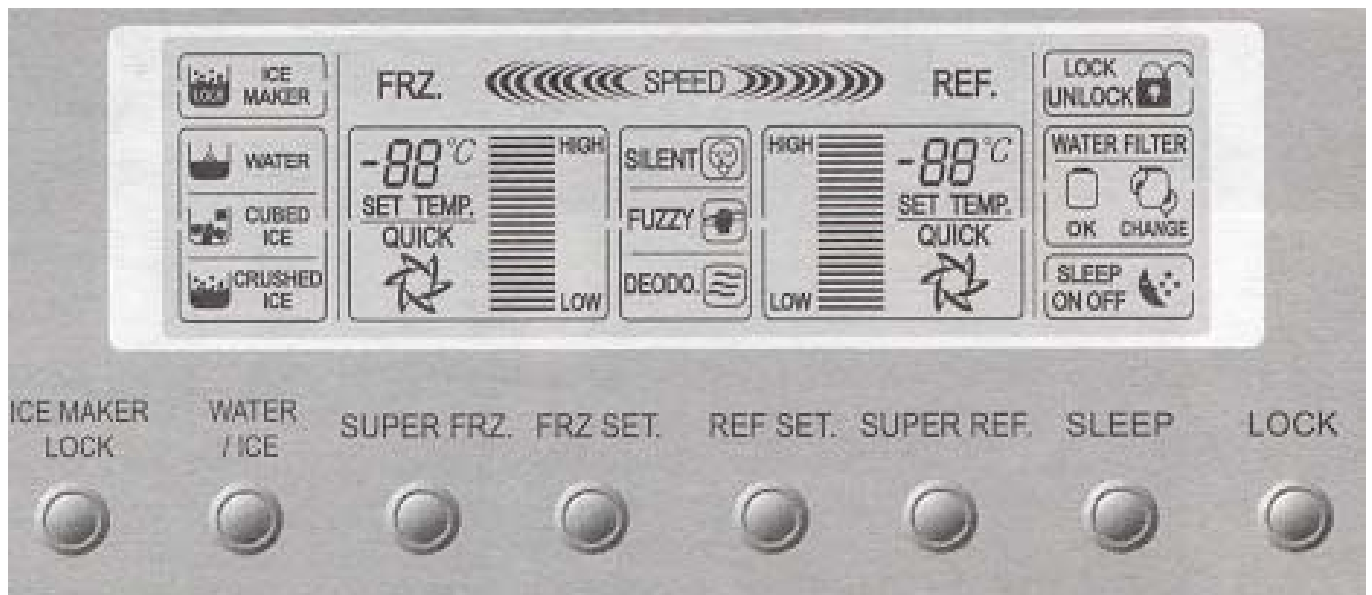 ICE
MAKER
LOCK
WATER
CUBED
ICE
CRUSHED
ICE
FRZ.
SPEED
REF.
-88°C
SET TEMP.
QUICK
HIGH
LOW
SILENT
FUZZY
DEODO.
HIGH
LOW
-88°C
SET TEMP.
QUICK
LOCK
UNLOCK
WATER FILTER
OK CHANGE
SLEEP
ON OFF
ICE MAKER
LOCK
WATER
/ ICE
SUPER FRZ.
FRZ SET.
REF SET.
SUPER REF.
SLEEP
LOCK